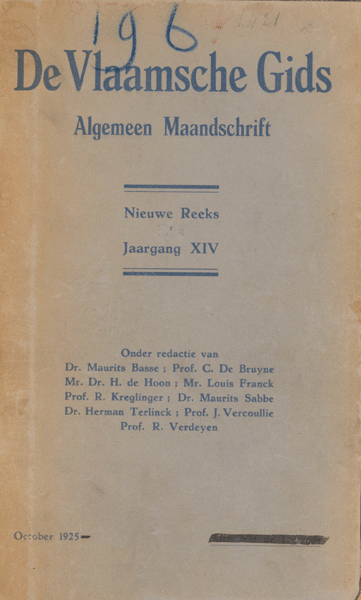 196
De Vlaamsche Gids
Algemeen Maandschrift
Nieuwe Reeks
Jaargang XIV
Onder redactie van
Dr. Maurits Basse ; Prof. C. De Bruyne
Mr. Dr. H. de Hoon ; Mr. Louis Franck
Prof. R. Kreglinger ; Dr. Maurits Sabbe
Dr. Herman Terlinck ; Prof. J. Vercoullie
Prof. R. Verdeyen
October 1925